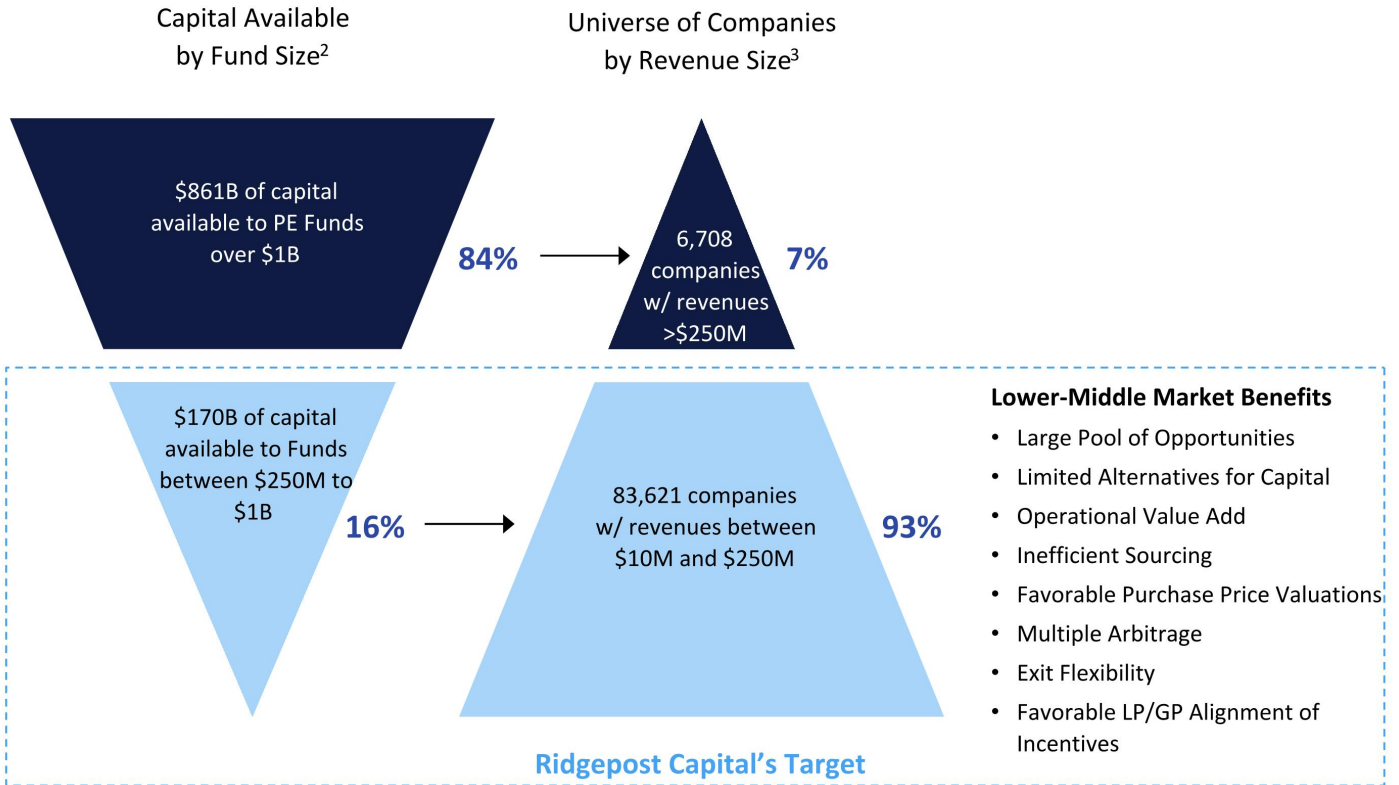 Capital Available
by Fund Size²
Universe of Companies
by Revenue Size³
$861B of capital
available to PE Funds
over $1B
84%
6,708
companies
w/ revenues
>$250M
7%
$170B of capital
available to Funds
between $250M to
$1B
16%
83,621 companies
w/ revenues between
$10M and $250M
93%
Lower-Middle Market Benefits
• Large Pool of Opportunities
• Limited Alternatives for Capital
• Operational Value Add
• Inefficient Sourcing
• Favorable Purchase Price Valuations
• Multiple Arbitrage
• Exit Flexibility
• Favorable LP/GP Alignment of
Incentives
Ridgepost Capital’s Target